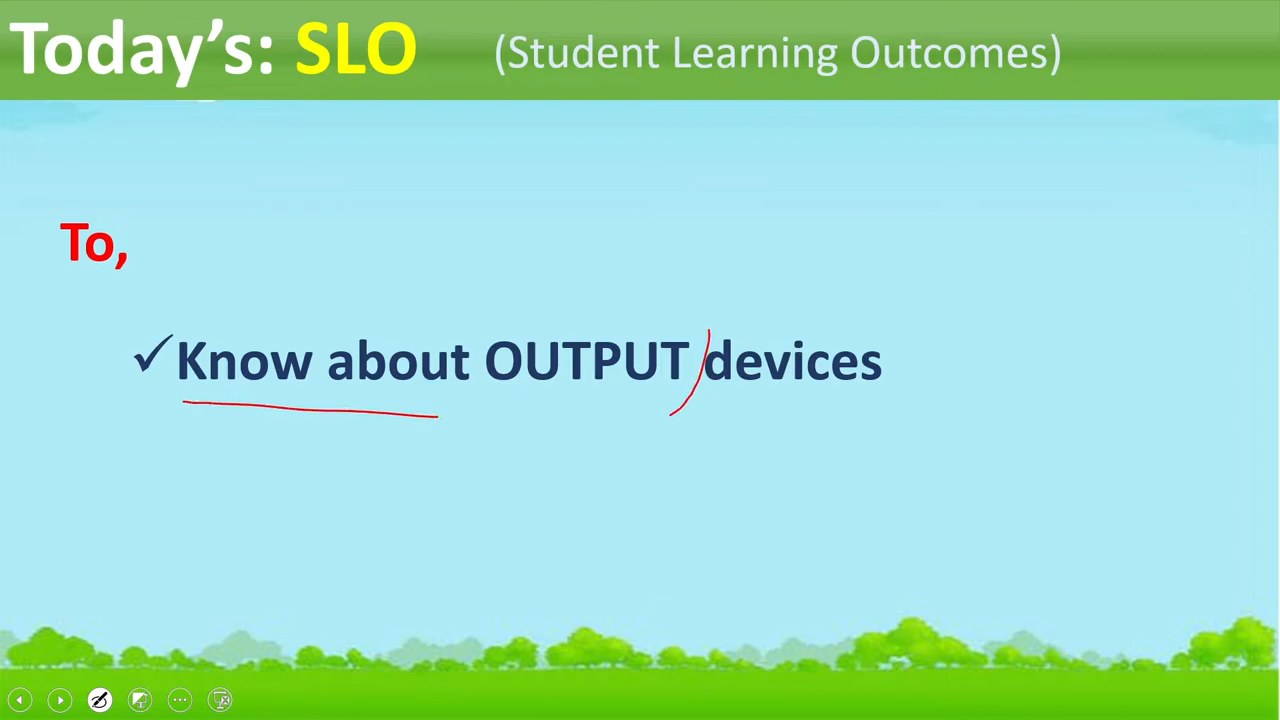 Today's: SLO (Student Learning Outcomes)
To,
✓Know about OUTPUT devices